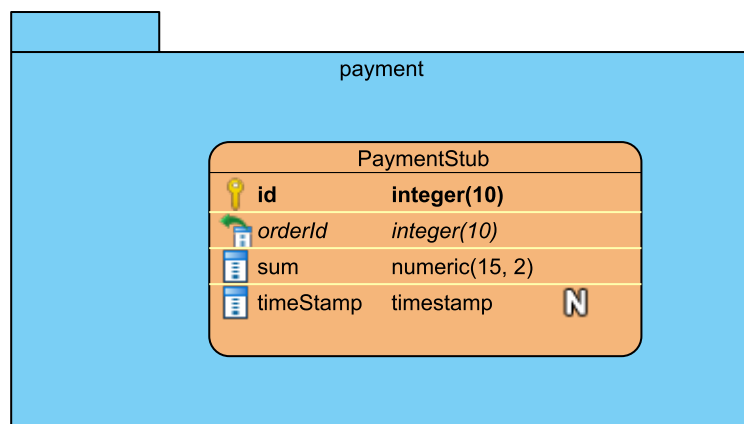 payment
PaymentStub
id integer(10)
orderId integer(10)
sum numeric(15, 2)
timeStamp timestamp N